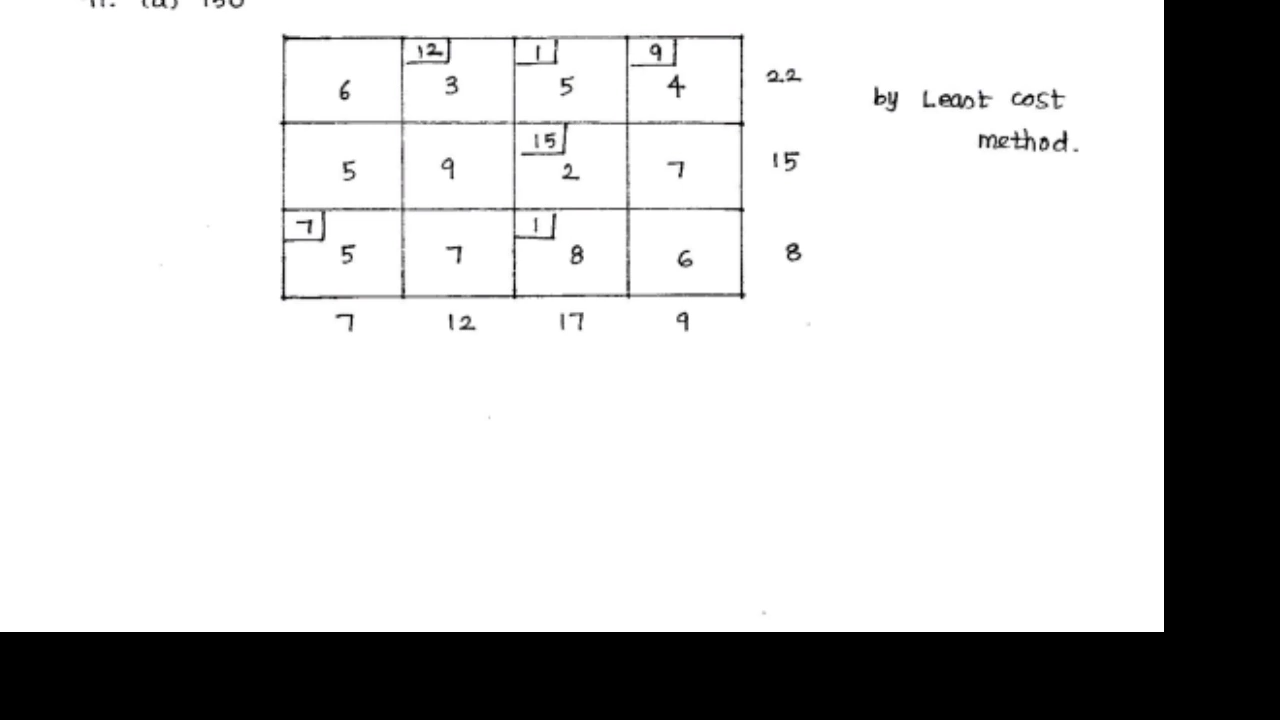 12 1 9
6 3 5 4 22
by Least cost
method.
15
5 9 2 7 15
7 1
5 7 8 6 8
7 12 17 9